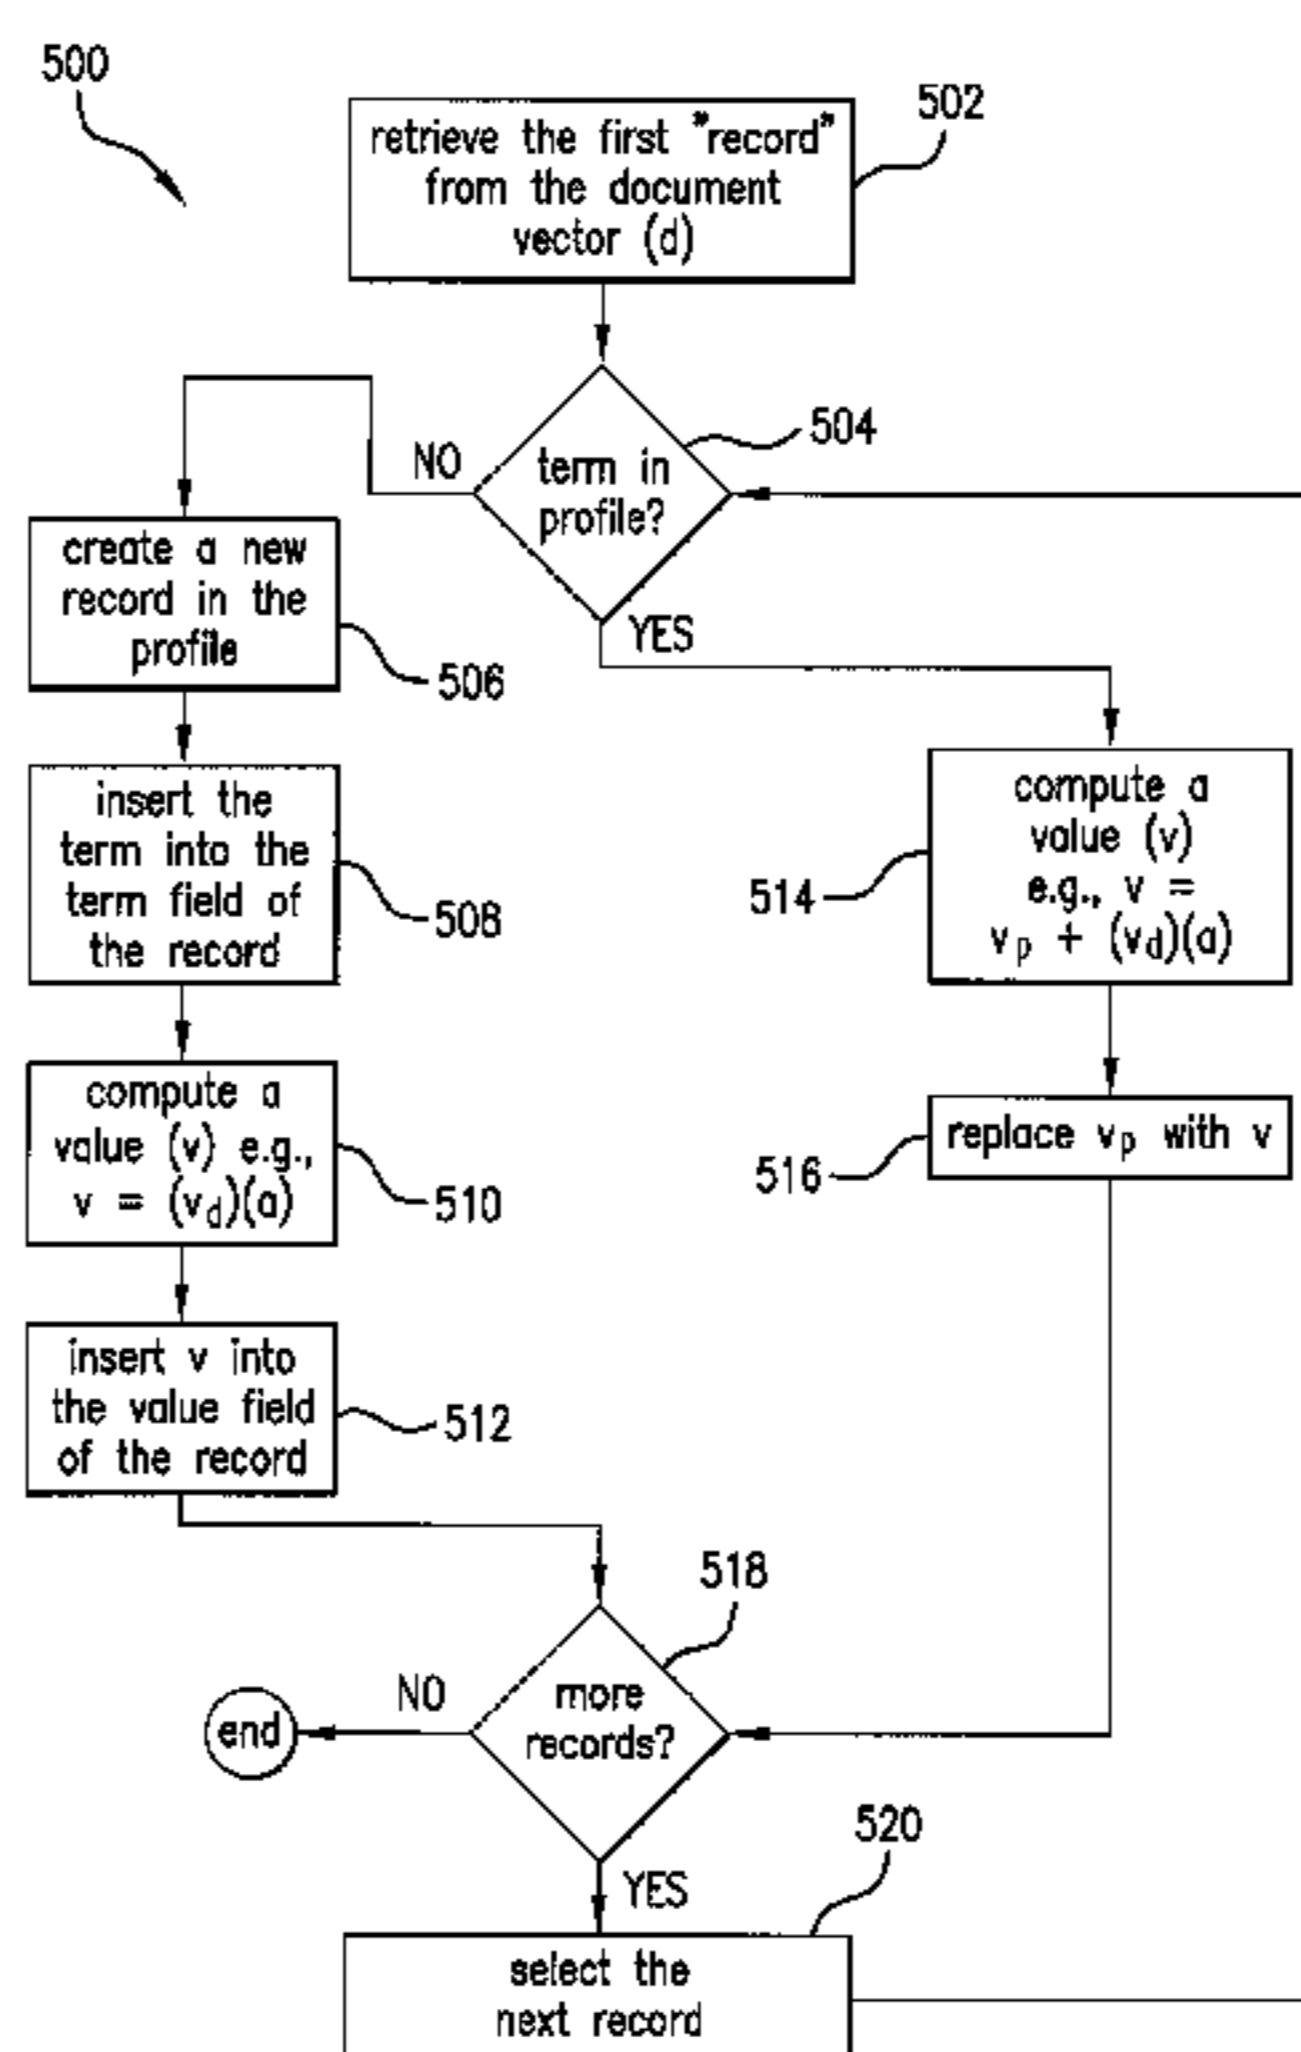 500
502
retrieve the first "record"
from the document
vector (d)
504
NO
term in
profile?
YES
create a new
record in the
profile
506
insert the
term into the
term field of
the record
508
compute a
value (v)
e.g., v =
vₚ + (v_d)(a)
514
compute a
value (v) e.g.,
v = (v_d)(a)
510
replace vₚ with v
516
insert v into
the value field
of the record
512
518
NO
more
records?
end
YES
520
select the
next record